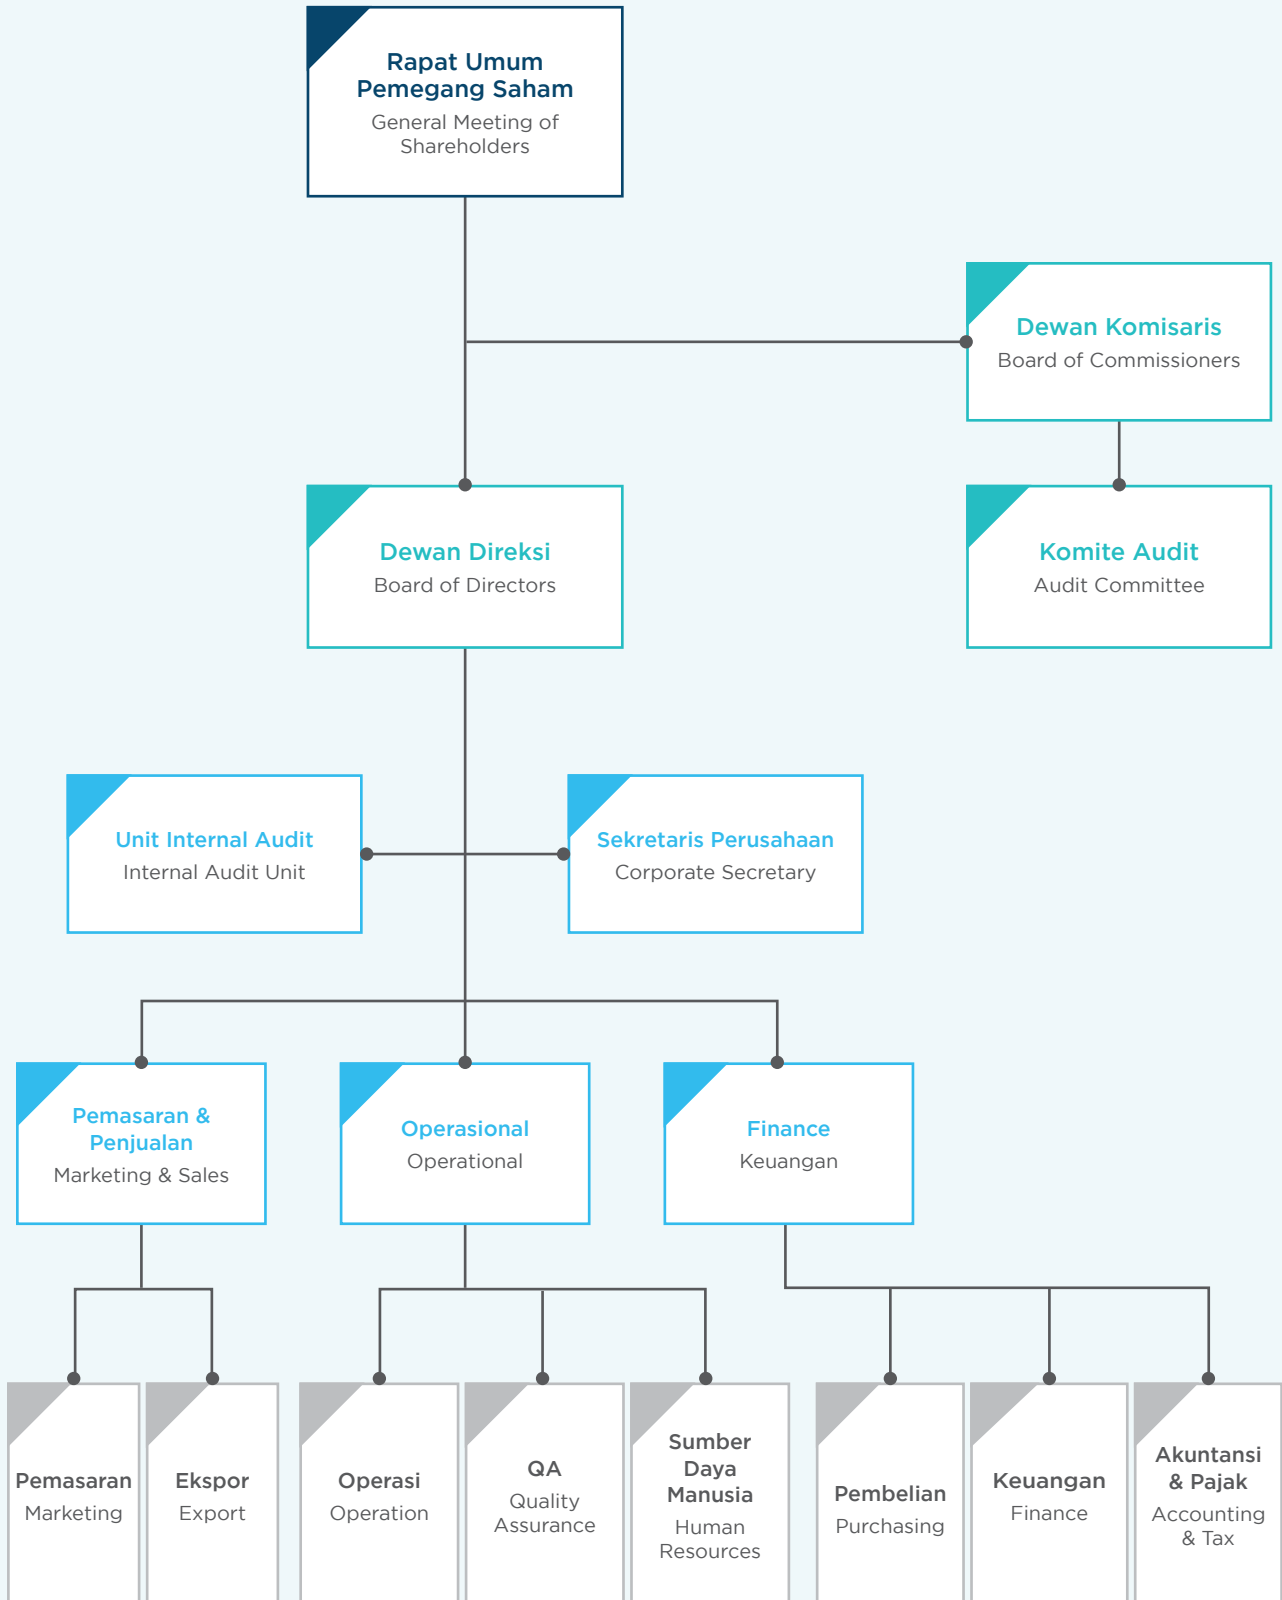 Rapat Umum
Pemegang Saham
General Meeting of
Shareholders
Dewan Komisaris
Board of Commissioners
Dewan Direksi
Board of Directors
Komite Audit
Audit Committee
Unit Internal Audit
Internal Audit Unit
Sekretaris Perusahaan
Corporate Secretary
Pemasaran &
Penjualan
Marketing & Sales
Operasional
Operational
Finance
Keuangan
Pemasaran
Marketing
Ekspor
Export
Operasi
Operation
QA
Quality
Assurance
Sumber
Daya
Manusia
Human
Resources
Pembelian
Purchasing
Keuangan
Finance
Akuntansi
& Pajak
Accounting
& Tax